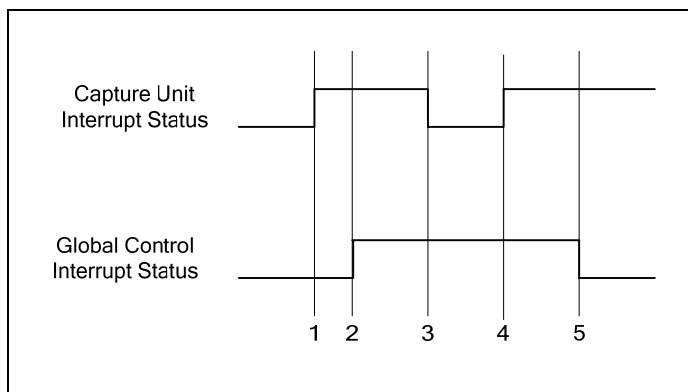 Capture Unit
Interrupt Status
Global Control
Interrupt Status
1 2 3 4 5